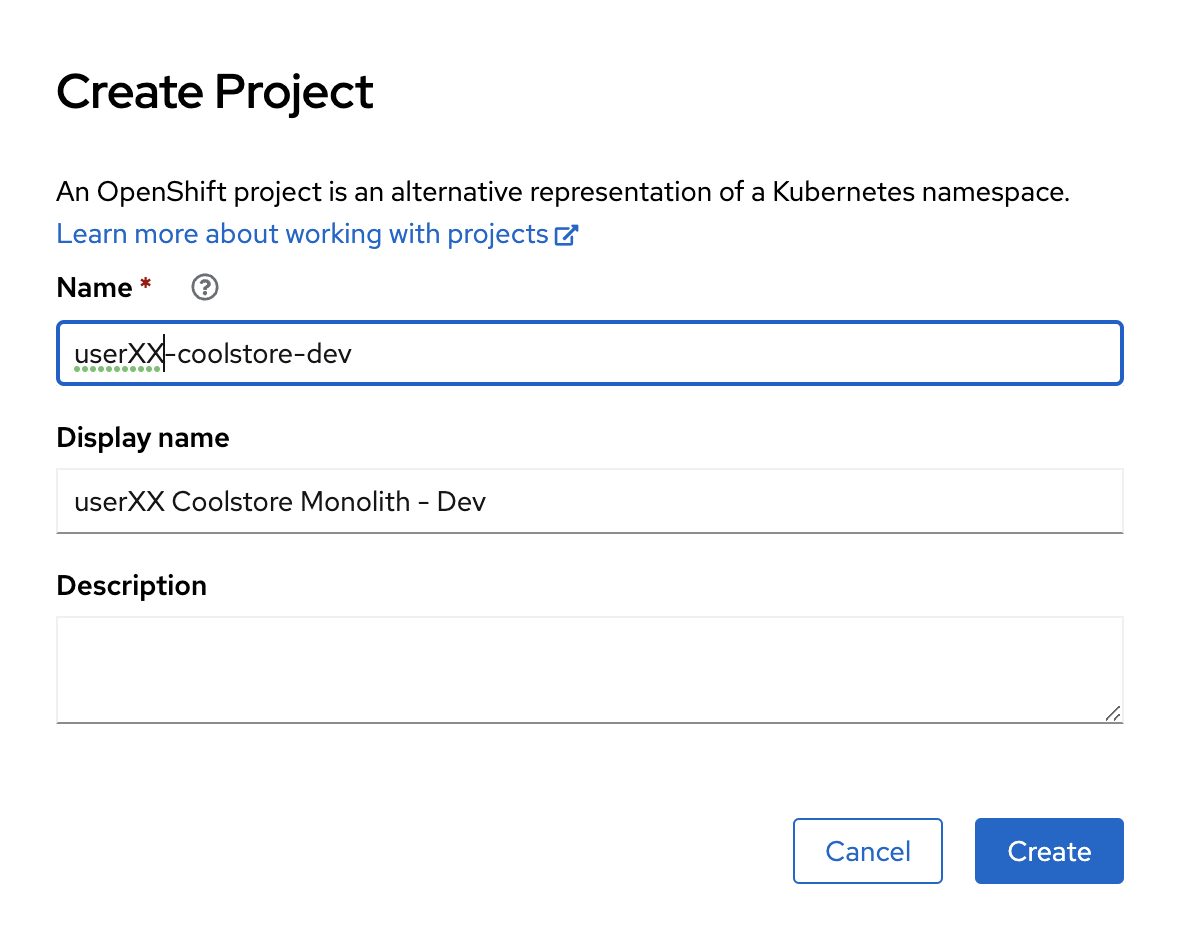 Create Project
An OpenShift project is an alternative representation of a Kubernetes namespace.
Learn more about working with projects
Name *
userXX-coolstore-dev
Display name
userXX Coolstore Monolith - Dev
Description
Cancel
Create